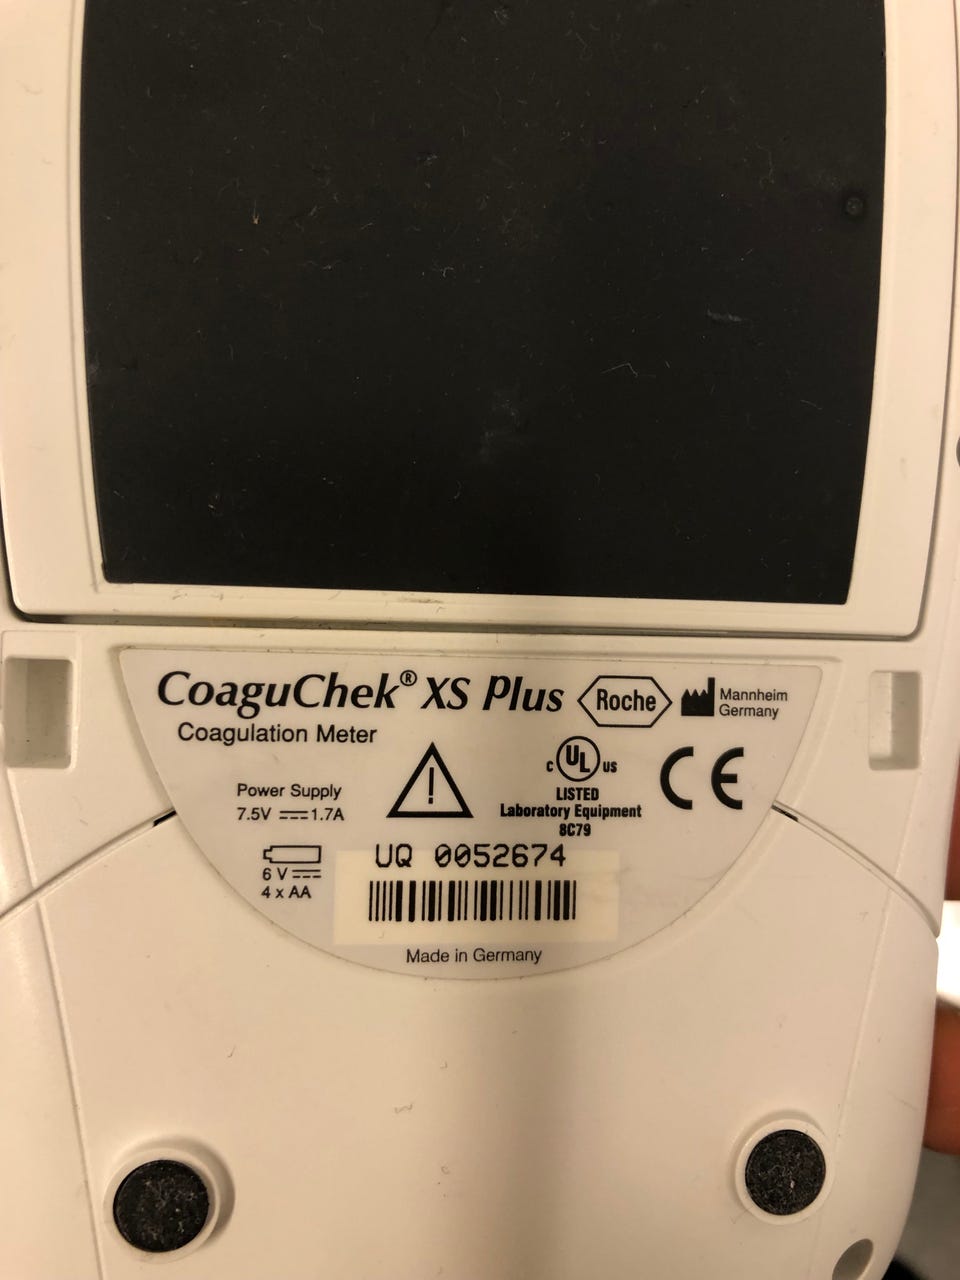 CoaguChek® XS Plus
Coagulation Meter
Roche
Mannheim
Germany
Power Supply
7.5V 1.7A
6 V
4 x AA
C UL US
LISTED
Laboratory Equipment
8C79
CE
UQ 0052674
Made in Germany